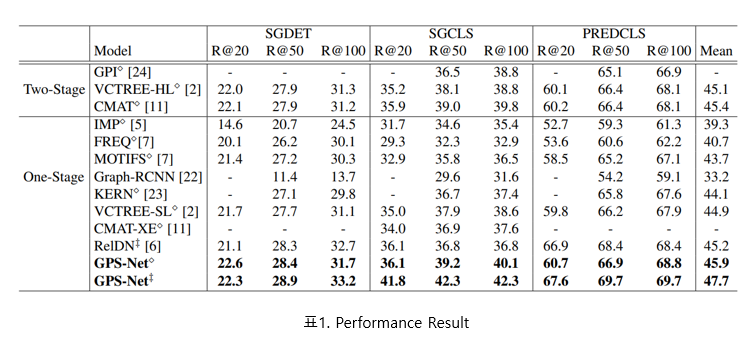 SGDET SGCLS PREDCLS
Model R@20 R@50 R@100 R@20 R@50 R@100 R@20 R@50 R@100 Mean
GPI◇ [24] - - - - 36.5 38.8 - 65.1 66.9 -
Two-Stage VCTREE-HL◇ [2] 22.0 27.9 31.3 35.2 38.1 38.8 60.1 66.4 68.1 45.1
CMAT◇ [11] 22.1 27.9 31.2 35.9 39.0 39.8 60.2 66.4 68.1 45.4
IMP◇ [5] 14.6 20.7 24.5 31.7 34.6 35.4 52.7 59.3 61.3 39.3
FREQ◇[7] 20.1 26.2 30.1 29.3 32.3 32.9 53.6 60.6 62.2 40.7
MOTIFS◇ [7] 21.4 27.2 30.3 32.9 35.8 36.5 58.5 65.2 67.1 43.7
One-Stage Graph-RCNN [22] - 11.4 13.7 - 29.6 31.6 - 54.2 59.1 33.2
KERN◇ [23] - 27.1 29.8 - 36.7 37.4 - 65.8 67.6 44.1
VCTREE-SL◇ [2] 21.7 27.7 31.1 35.0 37.9 38.6 59.8 66.2 67.9 44.9
CMAT-XE◇ [11] - - - 34.0 36.9 37.6 - - - -
RelDN‡ [6] 21.1 28.3 32.7 36.1 36.8 36.8 66.9 68.4 68.4 45.2
GPS-Net◇ 22.6 28.4 31.7 36.1 39.2 40.1 60.7 66.9 68.8 45.9
GPS-Net‡ 22.3 28.9 33.2 41.8 42.3 42.3 67.6 69.7 69.7 47.7
표1. Performance Result